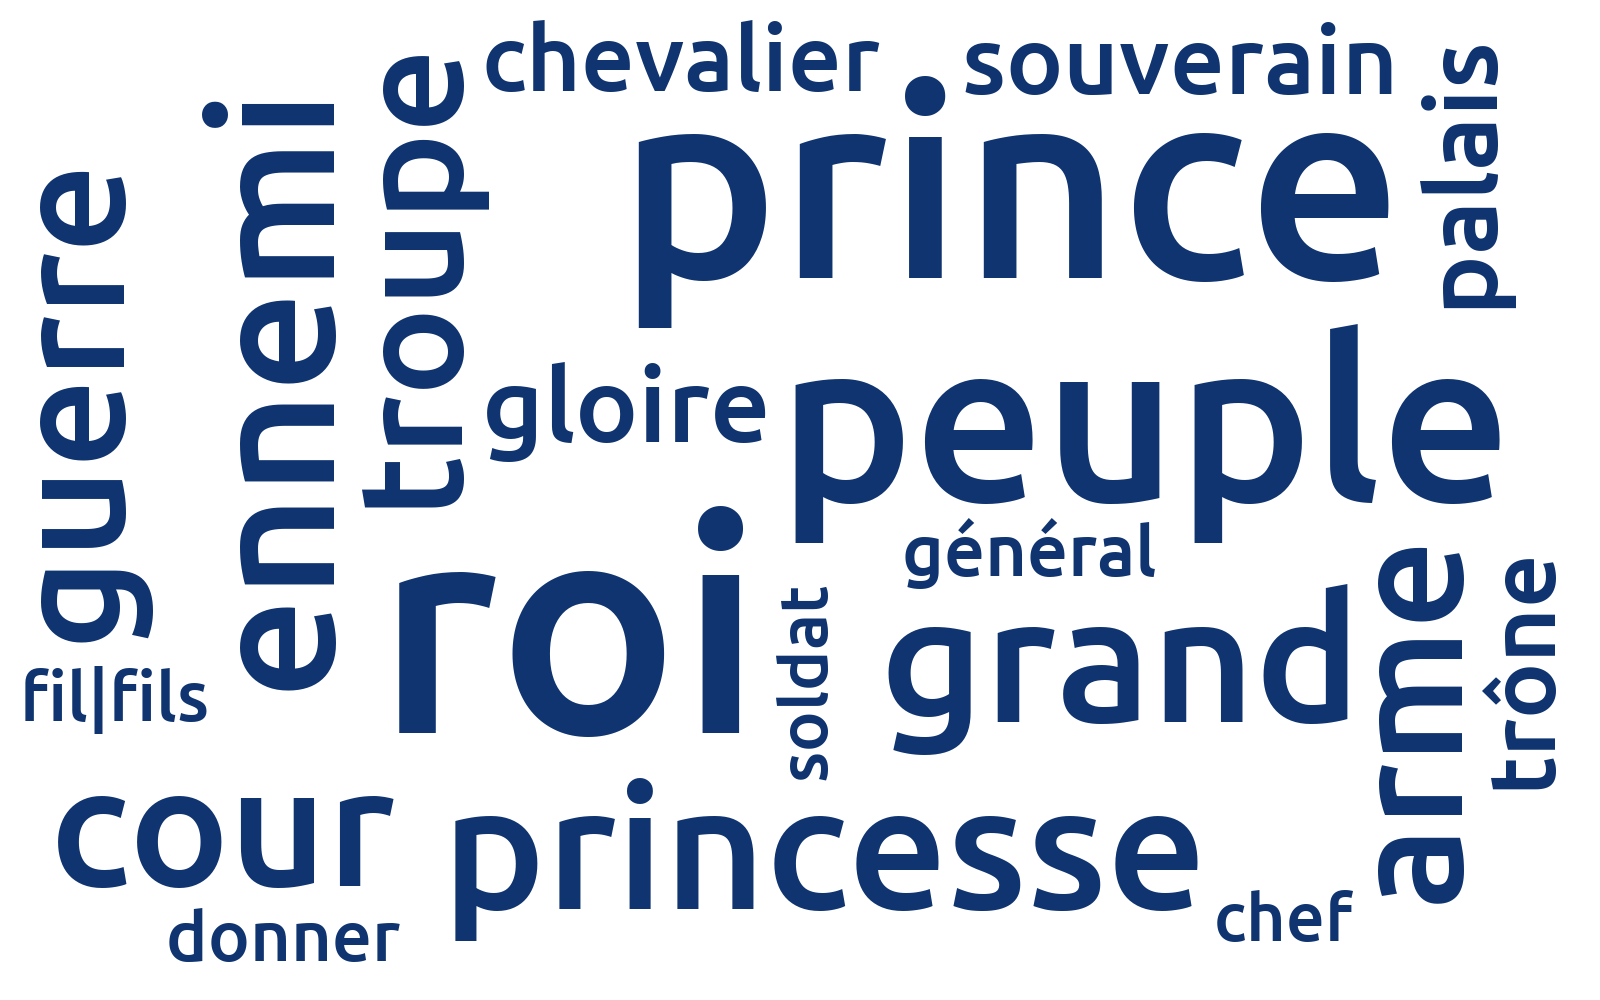 chevalier
souverain
prince
palais
troupe
ennemi
guerre
gloire
peuple
roi
général
soldat
grand
arme
trône
fil|fils
cour
princesse
chef
donner